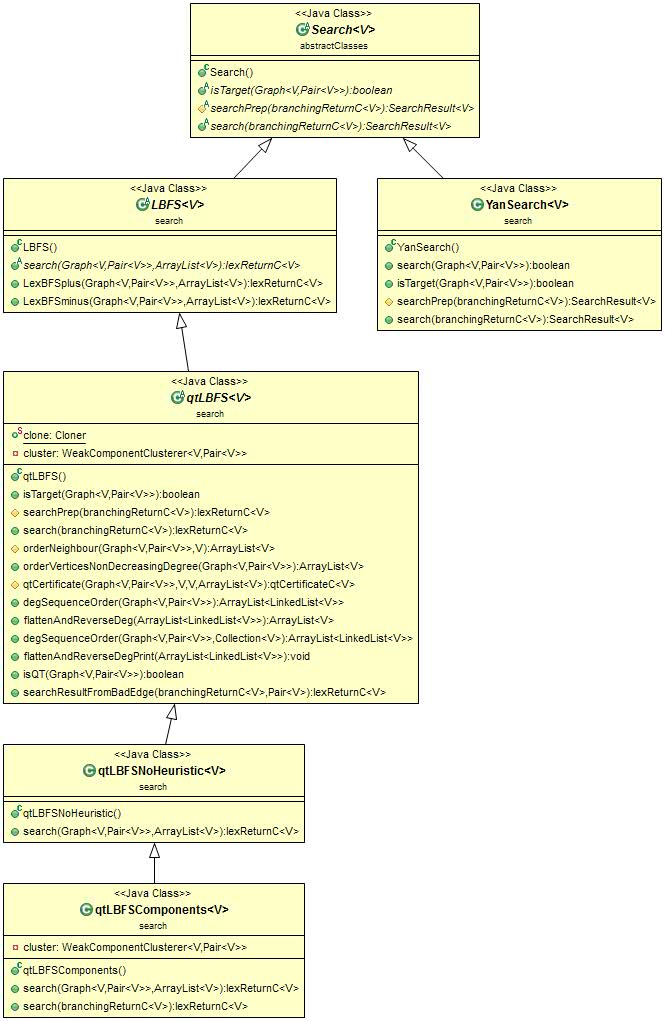 <<Java Class>>
Search<V>
abstractClasses
Search()
isTarget(Graph<V,Pair<V>>):boolean
searchPrep(branchingReturnC<V>):SearchResult<V>
search(branchingReturnC<V>):SearchResult<V>
<<Java Class>>
LBFS<V>
search
LBFS()
search(Graph<V,Pair<V>>,ArrayList<V>):lexReturnC<V>
LexBFSplus(Graph<V,Pair<V>>,ArrayList<V>):lexReturnC<V>
LexBFSminus(Graph<V,Pair<V>>,ArrayList<V>):lexReturnC<V>
<<Java Class>>
YanSearch<V>
search
YanSearch()
search(Graph<V,Pair<V>>):boolean
isTarget(Graph<V,Pair<V>>):boolean
searchPrep(branchingReturnC<V>):SearchResult<V>
search(branchingReturnC<V>):SearchResult<V>
<<Java Class>>
qtLBFS<V>
search
clone: Cloner
cluster: WeakComponentClusterer<V,Pair<V>>
qtLBFS()
isTarget(Graph<V,Pair<V>>):boolean
searchPrep(branchingReturnC<V>):lexReturnC<V>
search(branchingReturnC<V>):lexReturnC<V>
orderNeighbour(Graph<V,Pair<V>>,V):ArrayList<V>
orderVerticesNonDecreasingDegree(Graph<V,Pair<V>>):ArrayList<V>
qtCertificate(Graph<V,Pair<V>>,V,V,ArrayList<V>):qtCertificateC<V>
degSequenceOrder(Graph<V,Pair<V>>):ArrayList<LinkedList<V>>
flattenAndReverseDeg(ArrayList<LinkedList<V>>):ArrayList<V>
degSequenceOrder(Graph<V,Pair<V>>,Collection<V>):ArrayList<LinkedList<V>>
flattenAndReverseDegPrint(ArrayList<LinkedList<V>>):void
isQT(Graph<V,Pair<V>>):boolean
searchResultFromBadEdge(branchingReturnC<V>,Pair<V>):lexReturnC<V>
<<Java Class>>
qtLBFSNoHeuristic<V>
search
qtLBFSNoHeuristic()
search(Graph<V,Pair<V>>,ArrayList<V>):lexReturnC<V>
<<Java Class>>
qtLBFSComponents<V>
search
cluster: WeakComponentClusterer<V,Pair<V>>
qtLBFSComponents()
search(Graph<V,Pair<V>>,ArrayList<V>):lexReturnC<V>
search(branchingReturnC<V>):lexReturnC<V>